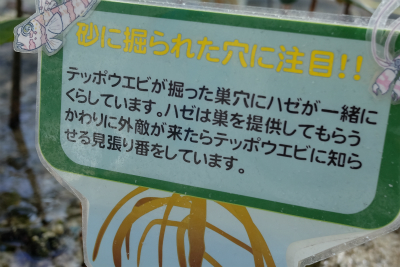 砂に掘られた穴に注目!!
テッポウエビが掘った巣穴にハゼが一緒に
くらしています。ハゼは巣を提供してもらう
かわりに外敵が来たらテッポウエビに知ら
せる見張り番をしています。